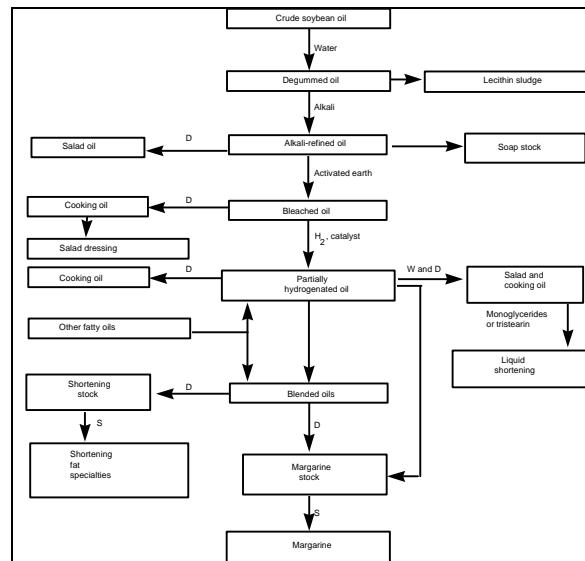 Crude soybean oil
Water
Degummed oil
Lecithin sludge
Alkali
D
Salad oil
Alkali-refined oil
Soap stock
Activated earth
Cooking oil
D
Bleached oil
Salad dressing
H2, catalyst
Cooking oil
D
Partially
hydrogenated oil
W and D
Salad and
cooking oil
Other fatty oils
Monoglycerides
or tristearin
Liquid
shortening
Shortening
stock
D
Blended oils
S
D
Shortening
fat
specialties
Margarine
stock
S
Margarine